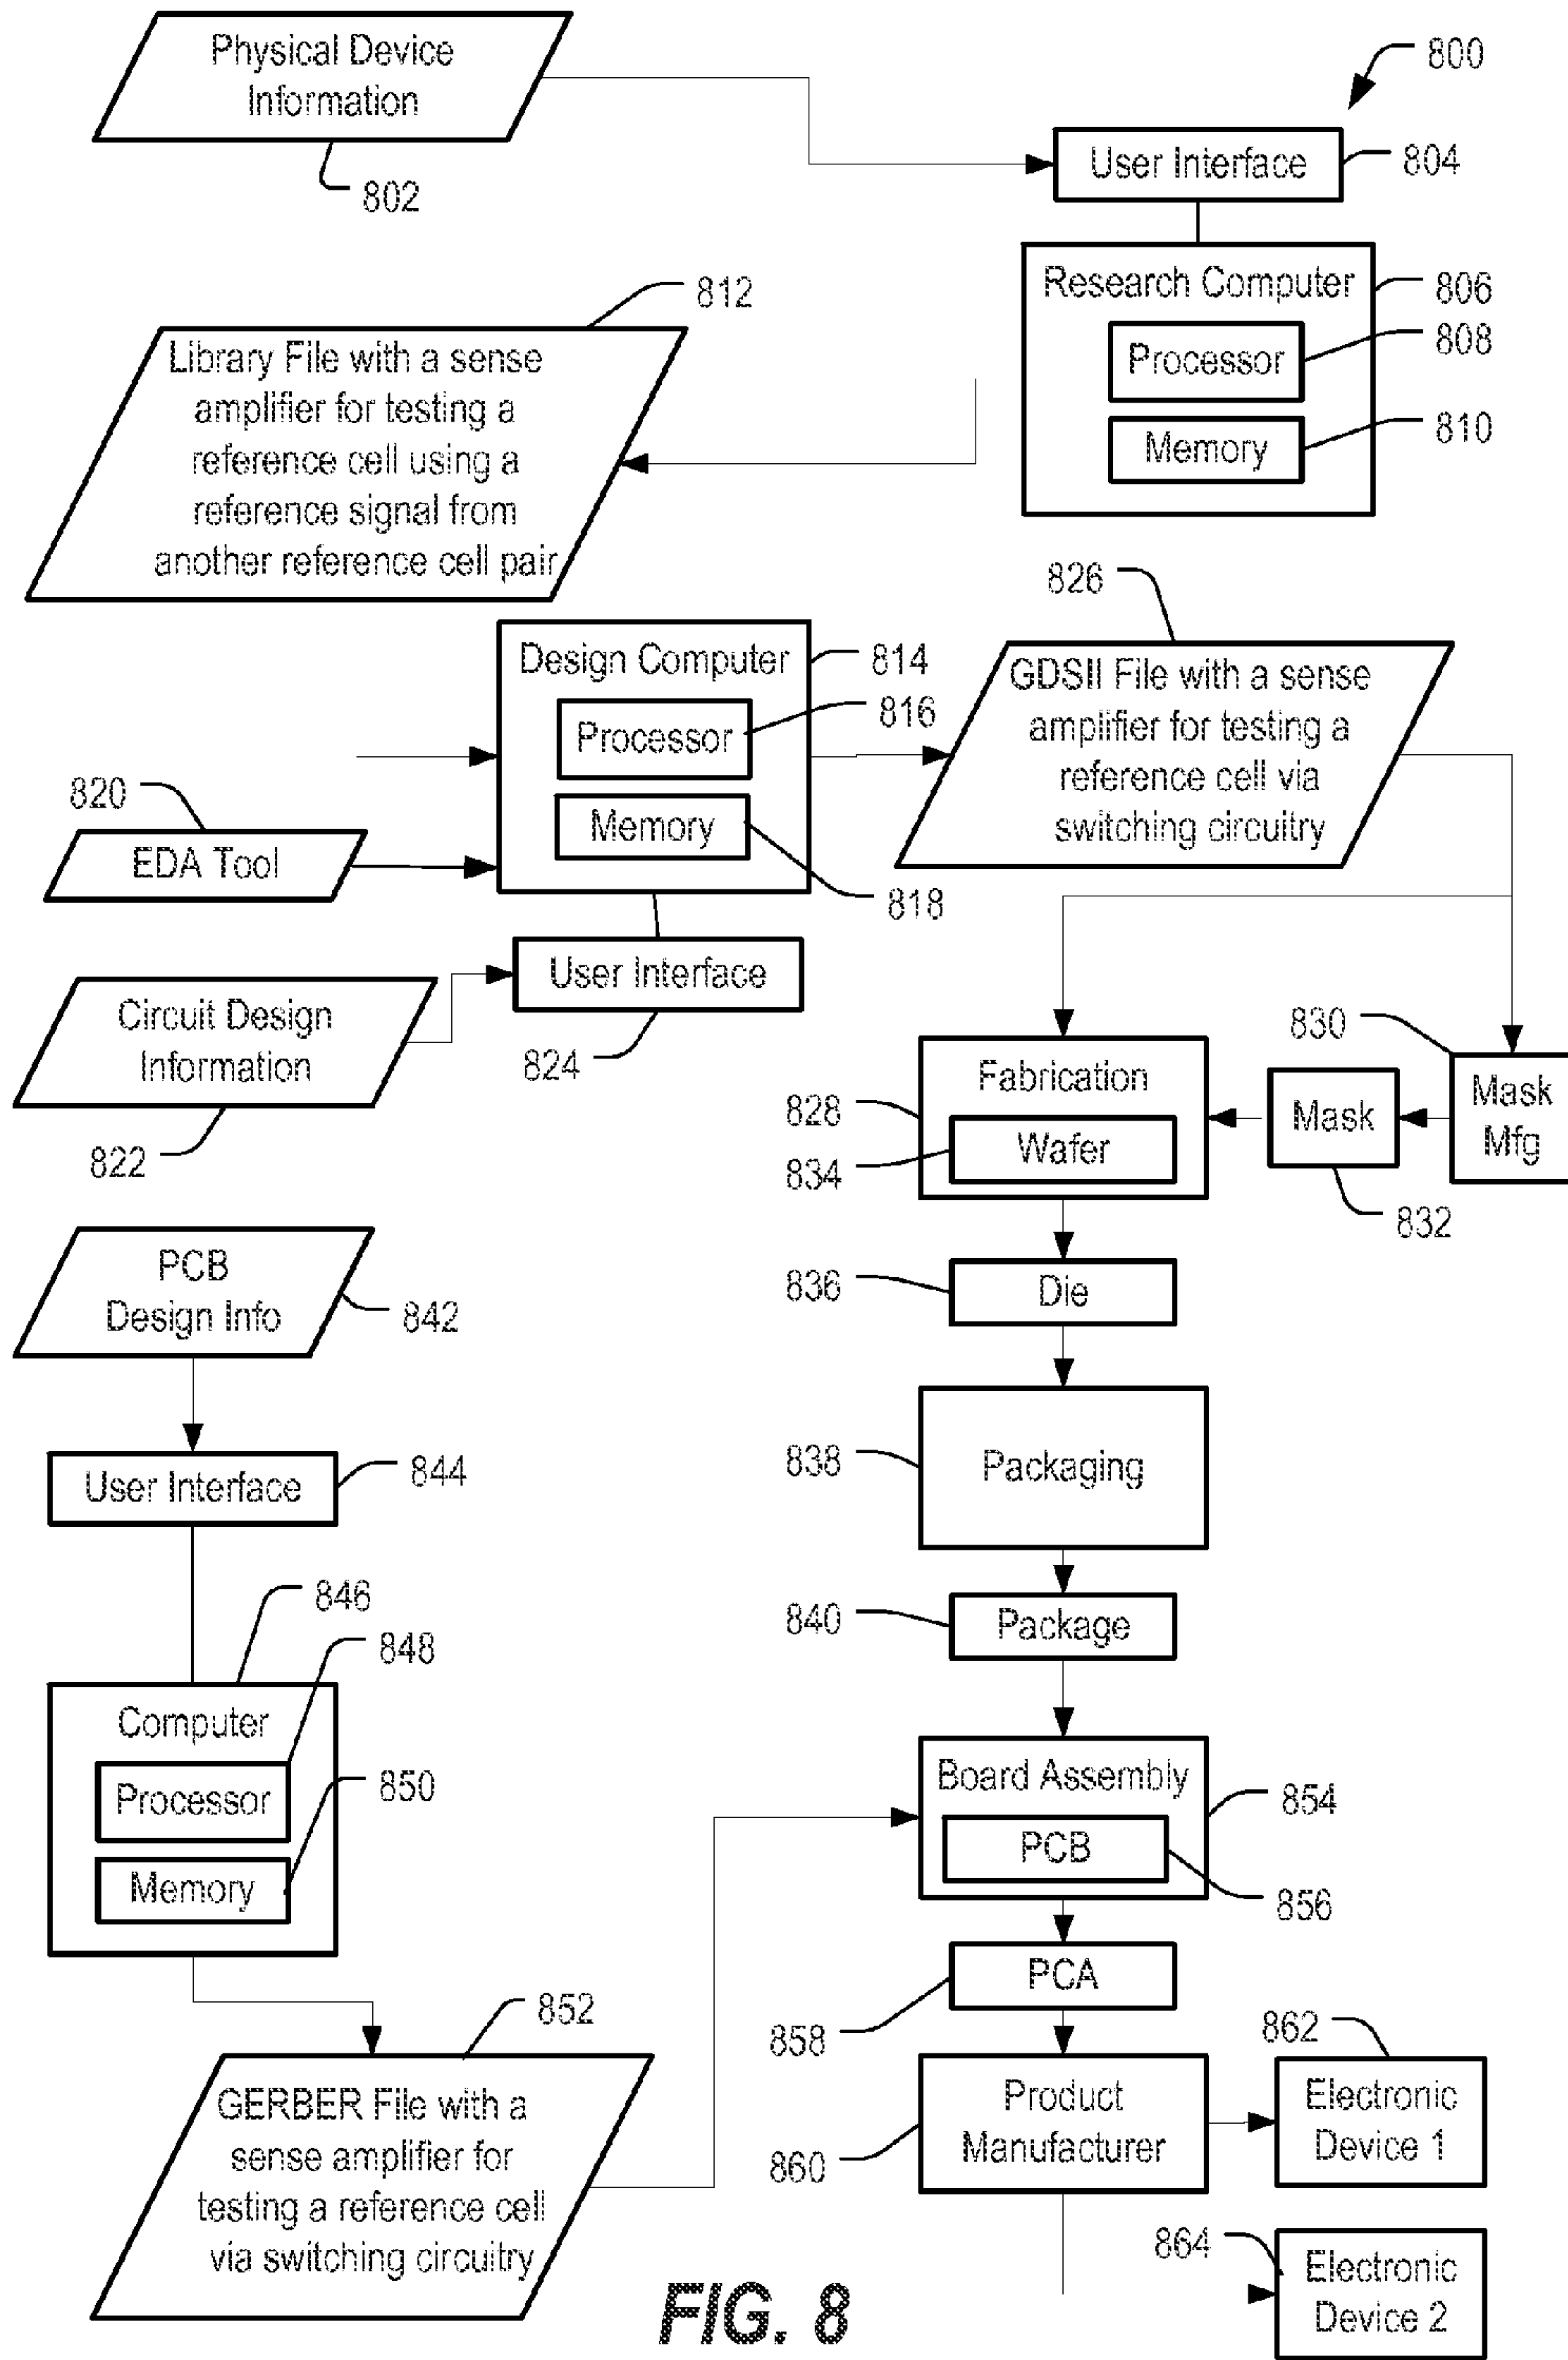 Physical Device
Information
802
800
User Interface
804
Research Computer
806
Processor
808
Memory
810
812
Library File with a sense
amplifier for testing a
reference cell using a
reference signal from
another reference cell pair
Design Computer
814
Processor
816
Memory
818
820
EDA Tool
826
GDSII File with a sense
amplifier for testing a
reference cell via
switching circuitry
User Interface
824
Circuit Design
Information
822
Fabrication
828
Wafer
834
830
Mask
Mfg
Mask
832
Die
836
PCB
Design Info
842
Packaging
838
User Interface
844
Package
840
846
848
Computer
Processor
850
Memory
Board Assembly
854
PCB
856
PCA
858
852
GERBER File with a
sense amplifier for
testing a reference cell
via switching circuitry
Product
Manufacturer
860
862
Electronic
Device 1
864
Electronic
Device 2
FIG. 8